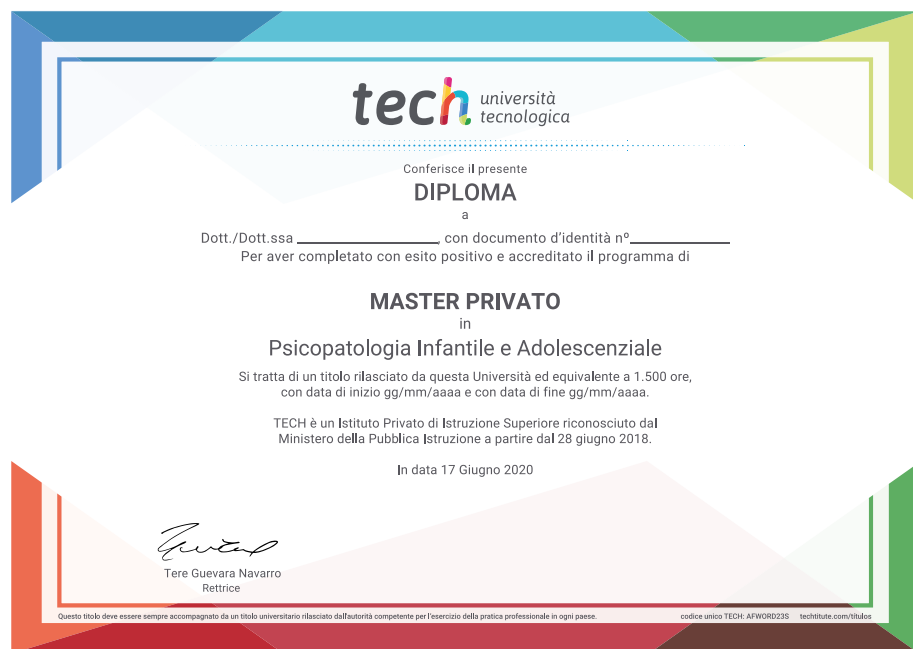 tech università
tecnologica
Conferisce il presente
DIPLOMA
a
Dott./Dott.ssa ____________________, con documento d'identità nº______________
Per aver completato con esito positivo e accreditato il programma di
MASTER PRIVATO
in
Psicopatologia Infantile e Adolescenziale
Si tratta di un titolo rilasciato da questa Università ed equivalente a 1.500 ore,
con data di inizio gg/mm/aaaa e con data di fine gg/mm/aaaa.
TECH è un Istituto Privato di Istruzione Superiore riconosciuto dal
Ministero della Pubblica Istruzione a partire dal 28 giugno 2018.
In data 17 Giugno 2020
Tere Guevara Navarro
Rettrice
Questo titolo deve essere sempre accompagnato da un titolo universitario rilasciato dall'autorità competente per l'esercizio della pratica professionale in ogni paese. codice unico TECH: AFWORD23S techtitute.com/titulos